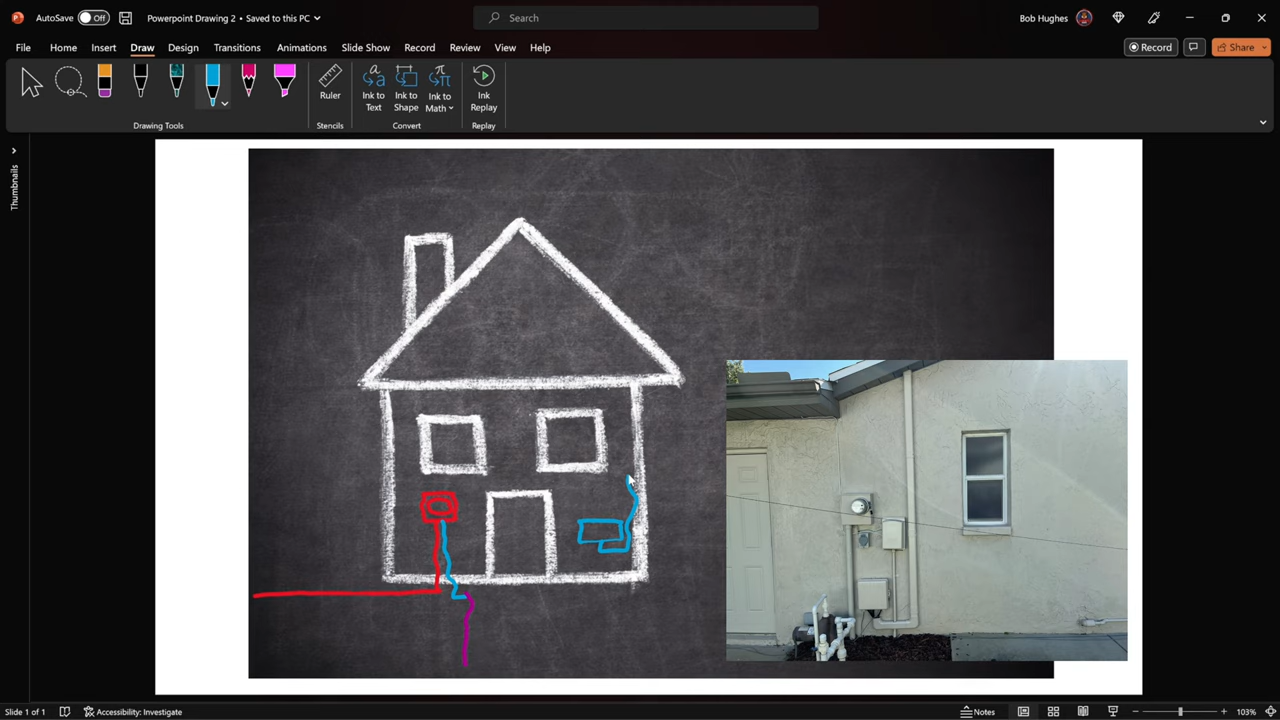 AutoSave Off Powerpoint Drawing 2 • Saved to this PC Search Bob Hughes
File Home Insert Draw Design Transitions Animations Slide Show Record Review View Help Record Share
Ruler
Ink to Text
Ink to Shape
Ink to Math
Ink Replay
Drawing Tools Stencils Convert Replay
Thumbnails
Slide 1 of 1 Accessibility: Investigate Notes 103%